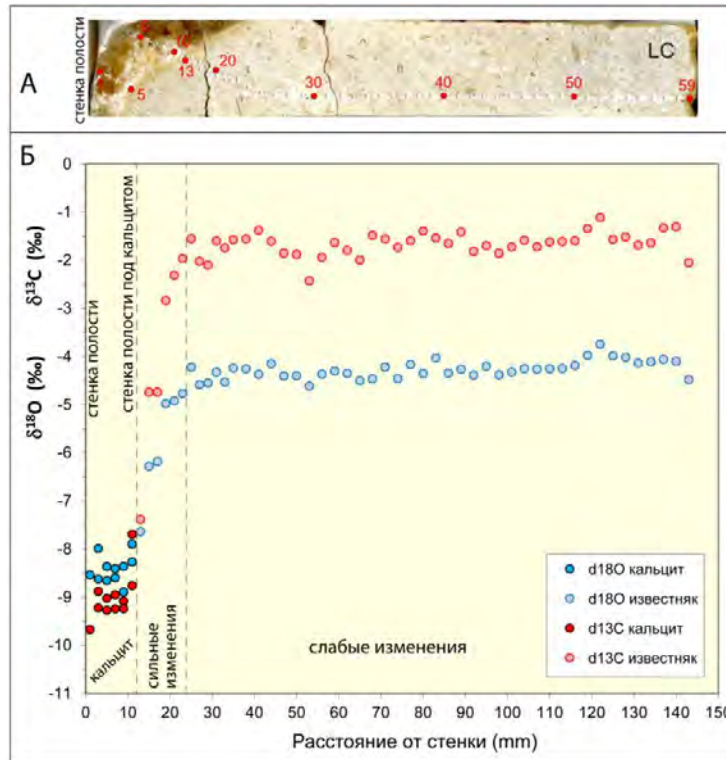 А
стенка полости
5
13
20
30
40
50
59
LC
Б
δ¹³C (‰)
δ¹⁸O (‰)
0
-1
-2
-3
-4
-5
-6
-7
-8
-9
-10
-11
стенка полости
стенка полости под кальцитом
кальцит
сильные
изменения
слабые изменения
d18O кальцит
d18O известняк
d13C кальцит
d13C известняк
0 10 20 30 40 50 60 70 80 90 100 110 120 130 140 150
Расстояние от стенки (mm)